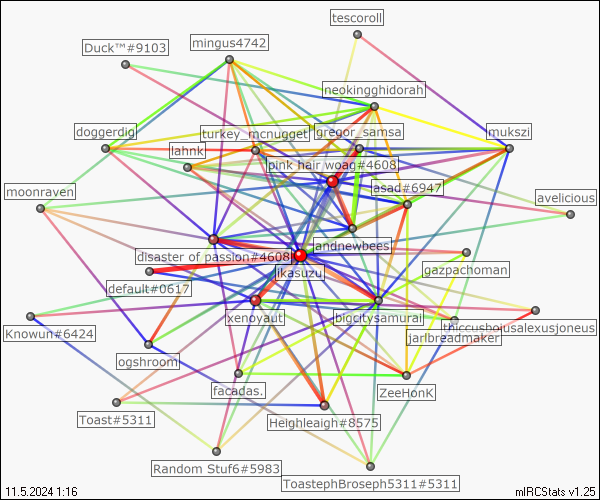 tescoroll
Duck™#9103
mingus4742
neokingghidorah
doggerdig
turkey_mcnugget
gregor_samsa
mukszi
lahnk
pink hair woag#4608
asad#6947
moonraven
avelicious
andnewbees
disaster of passion#4608
ikasuzu
gazpachoman
default#0617
xenoyaut
bigcitysamurai
thiccusbojusalexusjoneus
Knowun#6424
jarlbreadmaker
ogshroom
facadas.
ZeeHonK
Toast#5311
Heighleaigh#8575
Random Stuf6#5983
ToastephBroseph5311#5311
11.5.2024 1:16
mIRCStats v1.25